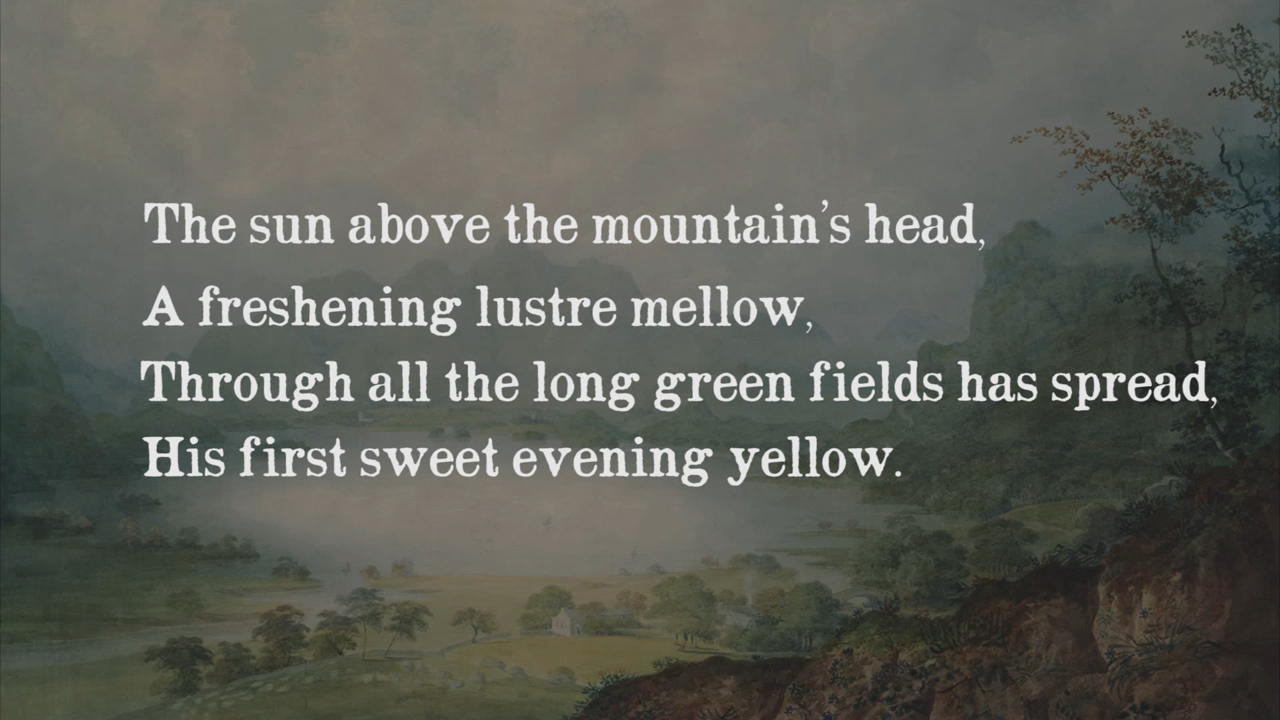 The sun above the mountain’s head,
A freshening lustre mellow,
Through all the long green fields has spread,
His first sweet evening yellow.